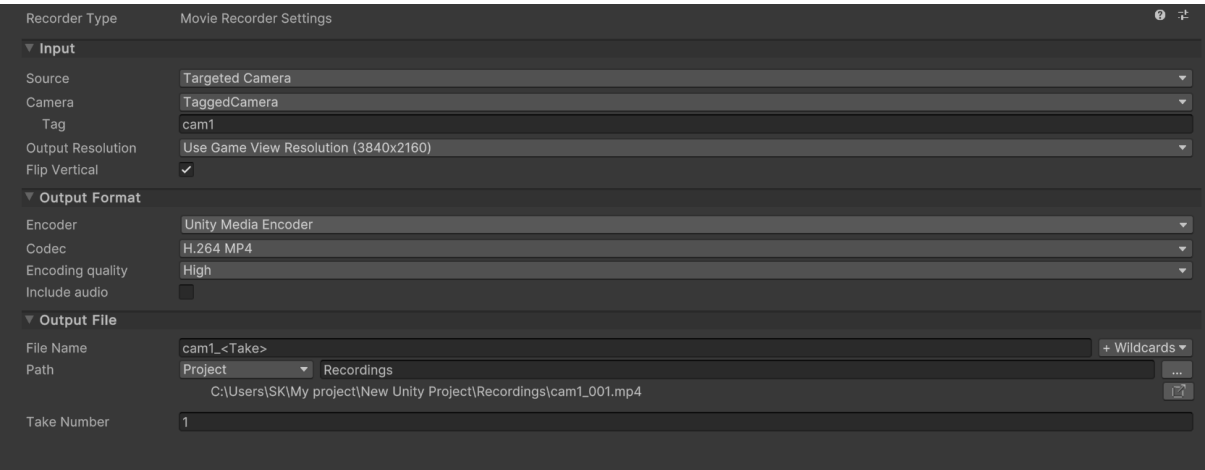 Recorder Type Movie Recorder Settings
Input
Source Targeted Camera
Camera TaggedCamera
Tag cam1
Output Resolution Use Game View Resolution (3840x2160)
Flip Vertical
Output Format
Encoder Unity Media Encoder
Codec H.264 MP4
Encoding quality High
Include audio
Output File
File Name cam1_<Take> + Wildcards
Path Project Recordings ...
C:\Users\SK\My project\New Unity Project\Recordings\cam1_001.mp4
Take Number 1